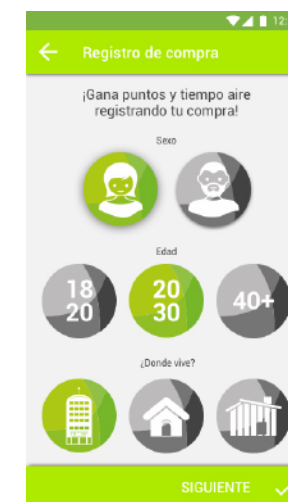 12:
Registro de compra
¡Gana puntos y tiempo aire
registrando tu compra!
Sexo
Edad
18
20
20
30
40+
¿Donde vive?
SIGUIENTE